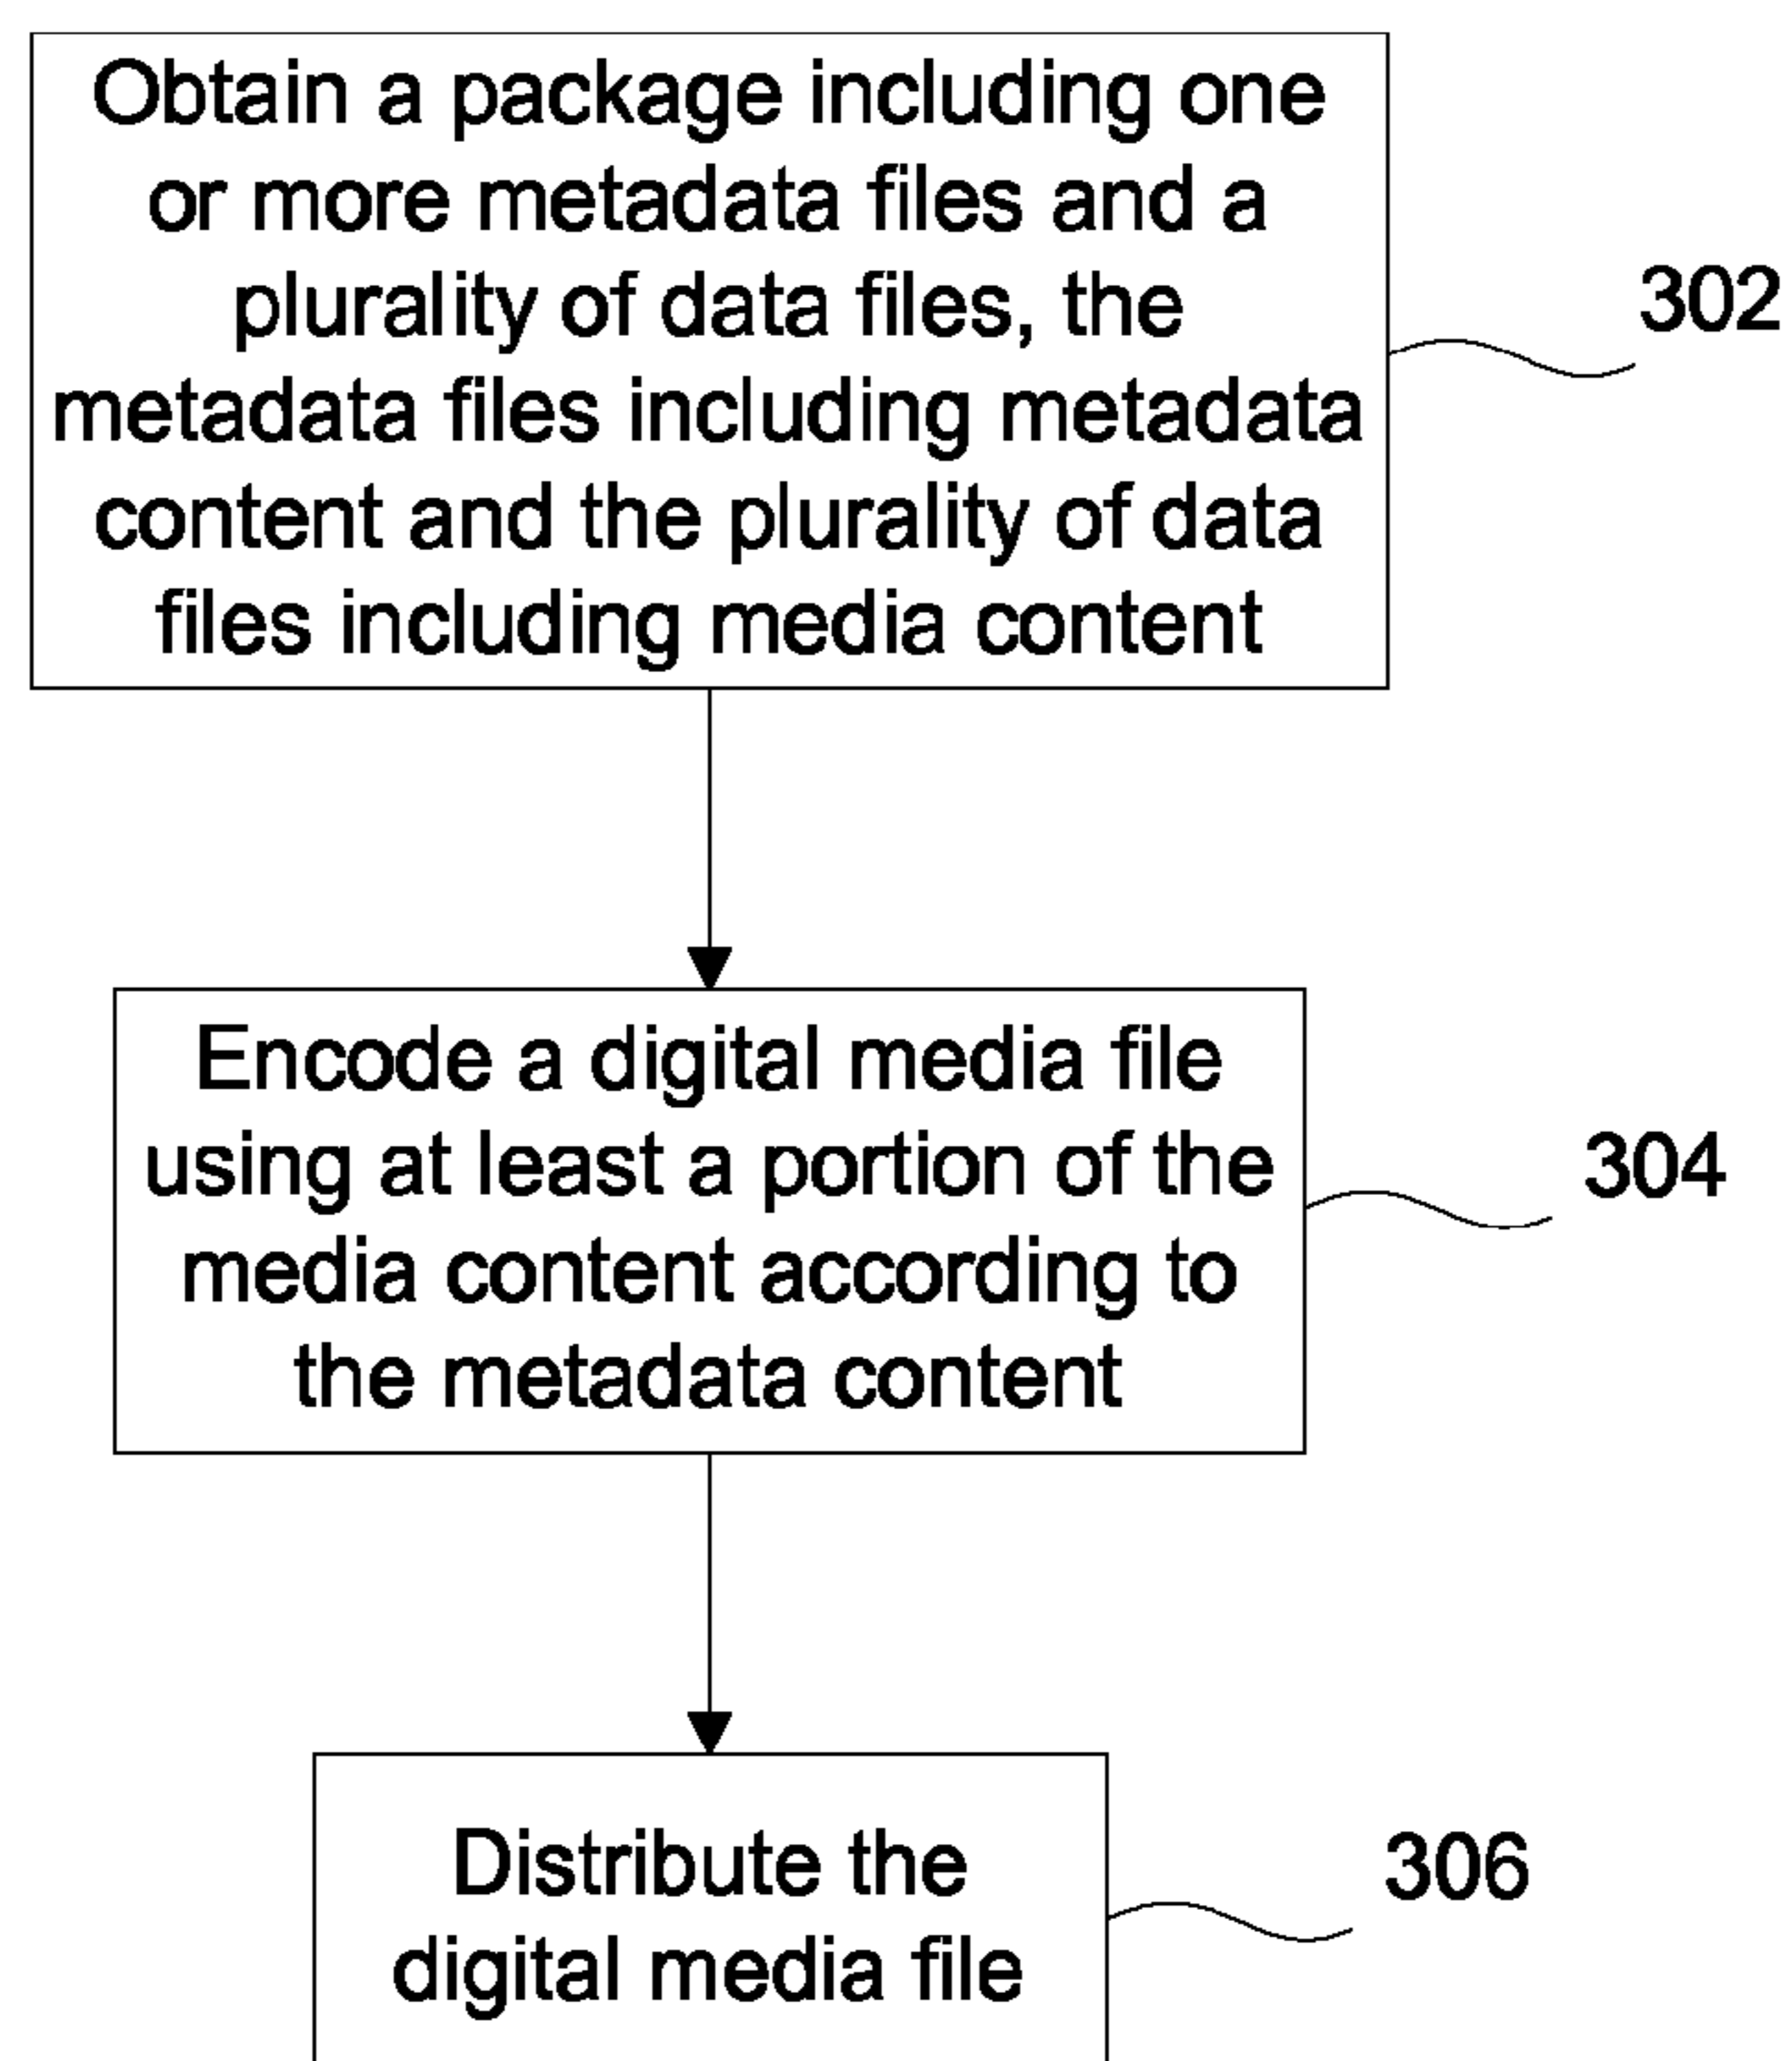 Obtain a package including one
or more metadata files and a
plurality of data files, the
metadata files including metadata
content and the plurality of data
files including media content
302
Encode a digital media file
using at least a portion of the
media content according to
the metadata content
304
Distribute the
digital media file
306